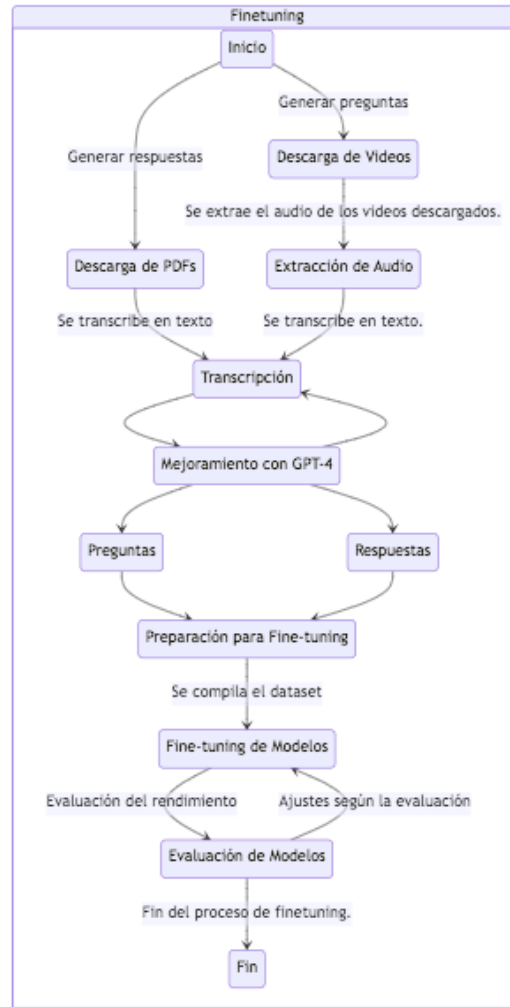 Finetuning
Inicio
Generar preguntas
Generar respuestas
Descarga de Videos
Se extrae el audio de los videos descargados.
Descarga de PDFs
Extracción de Audio
Se transcribe en texto
Se transcribe en texto.
Transcripción
Mejoramiento con GPT-4
Preguntas
Respuestas
Preparación para Fine-tuning
Se compila el dataset
Fine-tuning de Modelos
Evaluación del rendimiento
Ajustes según la evaluación
Evaluación de Modelos
Fin del proceso de finetuning.
Fin